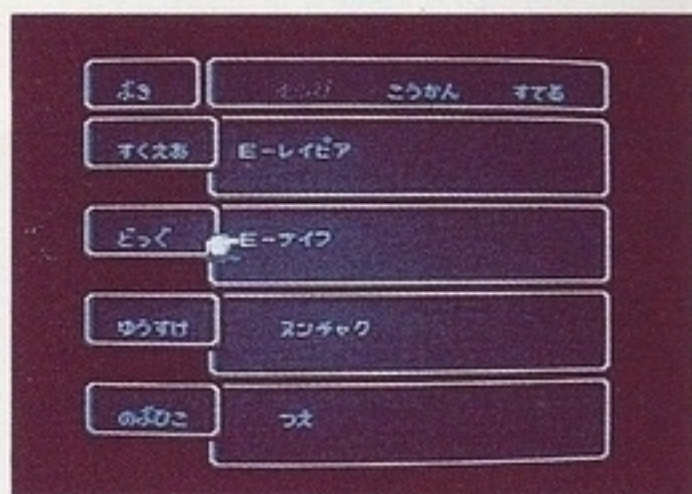 ぶき こうかん すてる
すくえあ E-レイピア
どっぐ E-ナイフ
ゆうすけ ヌンチャク
のぶひこ つえ